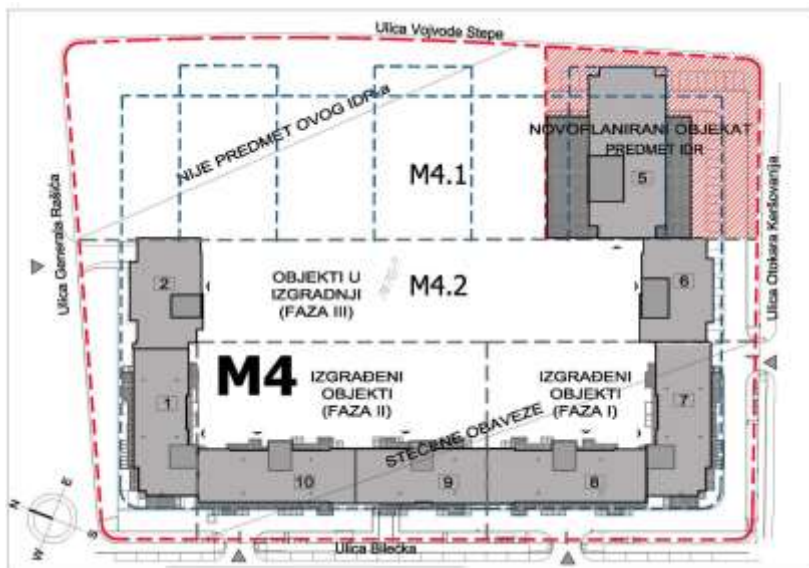 Ulica Vojvode Stepe
NIJE PREDMET OVOG IDR-a
NOVOPLANIRANI OBJEKAT
PREDMET IDR
5
M4.1
Ulica Generala Rašića
Ulica Otokara Keršovanija
2
OBJEKTI U
IZGRADNJI
(FAZA III)
M4.2
6
M4
IZGRAĐENI
OBJEKTI
(FAZA II)
IZGRAĐENI
OBJEKTI
(FAZA I)
STEČENE OBAVEZE
1
7
10
9
8
N
E
W
S
Ulica Bilećka